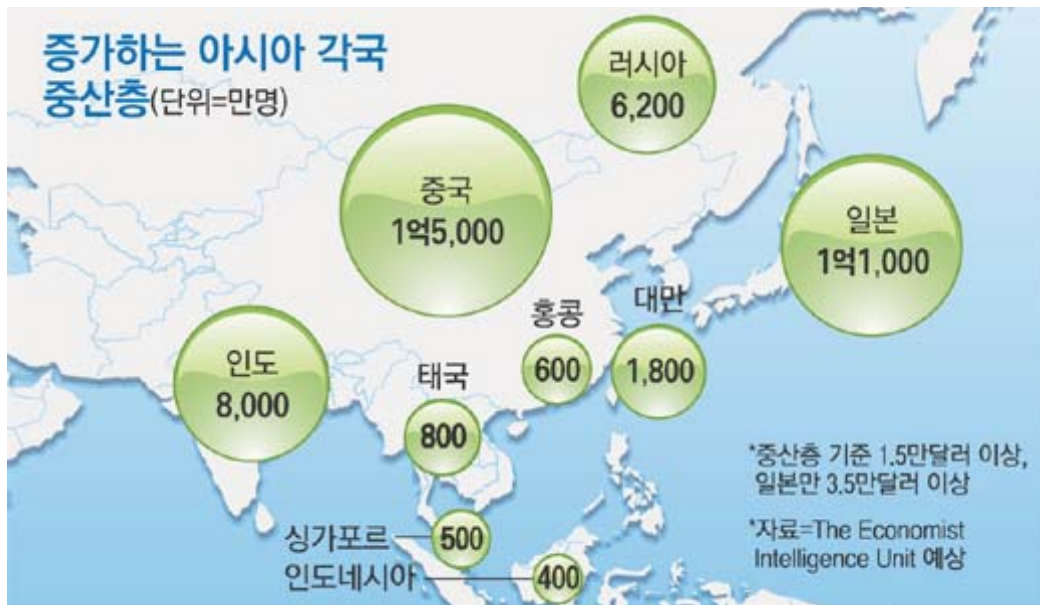 증가하는 아시아 각국
중산층(단위=만명)
러시아
6,200
중국
1억5,000
일본
1억1,000
홍콩
600
대만
1,800
인도
8,000
태국
800
싱가포르
500
인도네시아
400
*중산층 기준 1.5만달러 이상,
일본만 3.5만달러 이상
*자료=The Economist
Intelligence Unit 예상